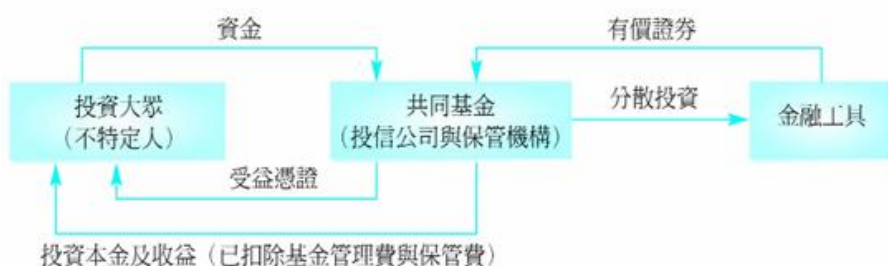 資金
有價證券
投資大眾
(不特定人)
共同基金
(投信公司與保管機構)
分散投資
金融工具
受益憑證
投資本金及收益(已扣除基金管理費與保管費)